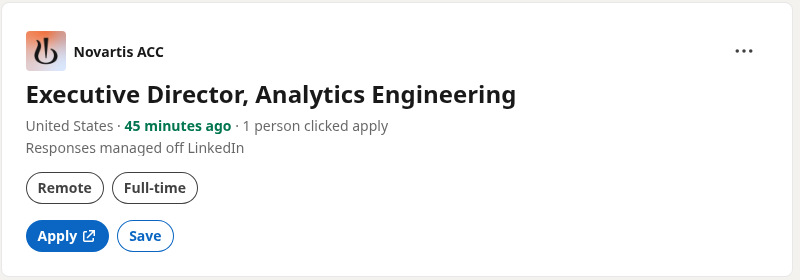 Novartis ACC
Executive Director, Analytics Engineering
United States · 45 minutes ago · 1 person clicked apply
Responses managed off LinkedIn
Remote Full-time
Apply Save